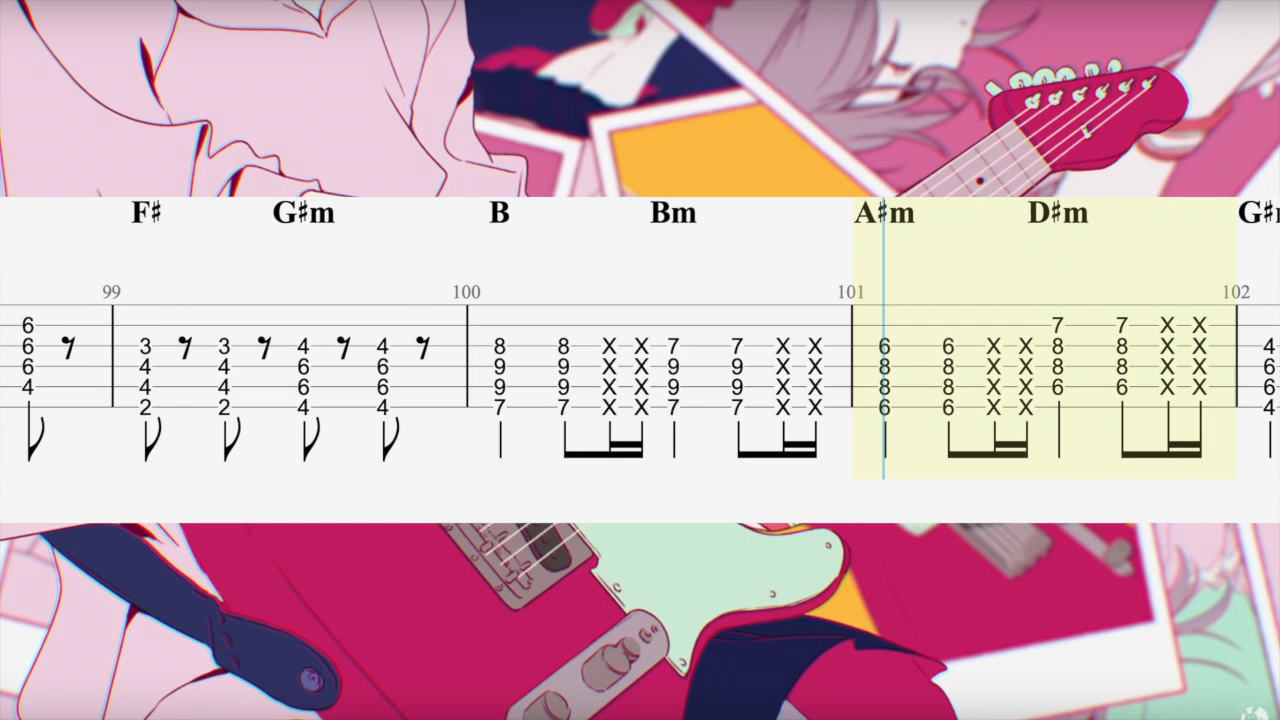 F♯ G♯m B Bm A♯m D♯m G♯
99 100 101 102
6 7 7 X X
6 3 3 4 4 8 8 X X 7 7 X X 6 6 X X 8 8 X X 4
6 4 4 6 6 9 9 X X 9 9 X X 8 8 X X 8 8 X X 6
4 4 4 6 6 9 9 X X 9 9 X X 8 8 X X 6 6 X X 6
2 2 4 4 7 7 X X 7 7 X X 6 6 X X 4